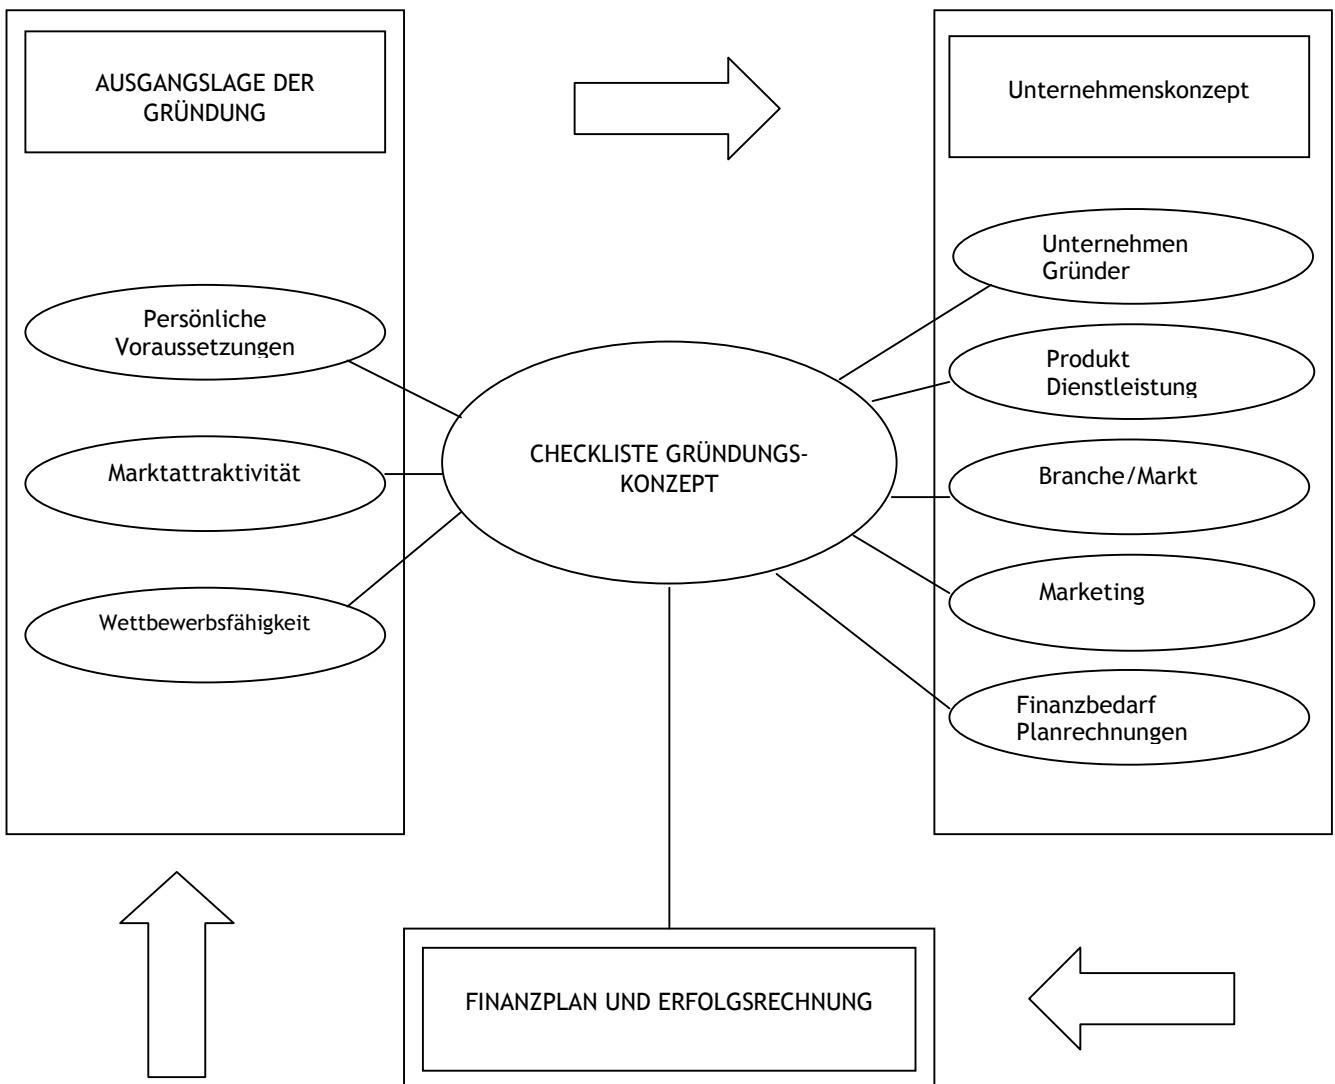 AUSGANGSLAGE DER
GRÜNDUNG
Persönliche
Voraussetzungen
Marktattraktivität
Wettbewerbsfähigkeit
CHECKLISTE GRÜNDUNGS-
KONZEPT
Unternehmenskonzept
Unternehmen
Gründer
Produkt
Dienstleistung
Branche/Markt
Marketing
Finanzbedarf
Planrechnungen
FINANZPLAN UND ERFOLGSRECHNUNG